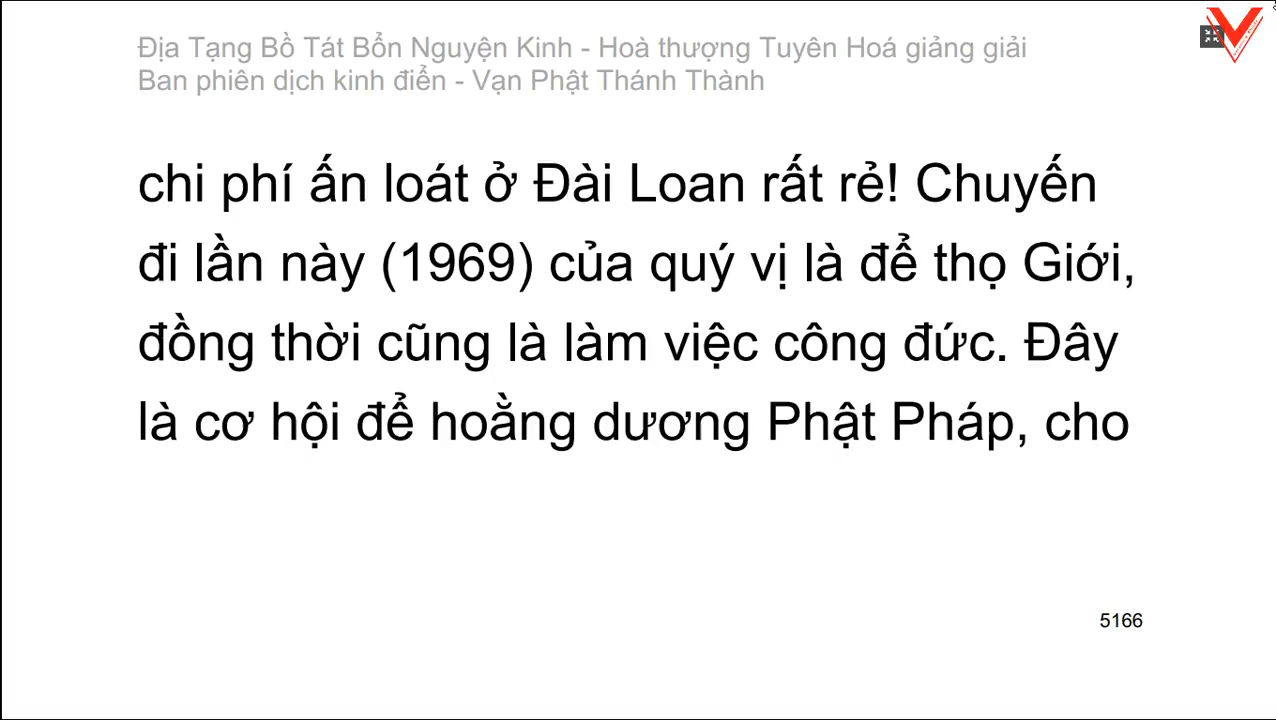 Địa Tạng Bồ Tát Bổn Nguyện Kinh - Hoà thượng Tuyên Hoá giảng giải
Ban phiên dịch kinh điển - Vạn Phật Thánh Thành
chi phí ấn loát ở Đài Loan rất rẻ! Chuyến
đi lần này (1969) của quý vị là để thọ Giới,
đồng thời cũng là làm việc công đức. Đây
là cơ hội để hoằng dương Phật Pháp, cho
5166